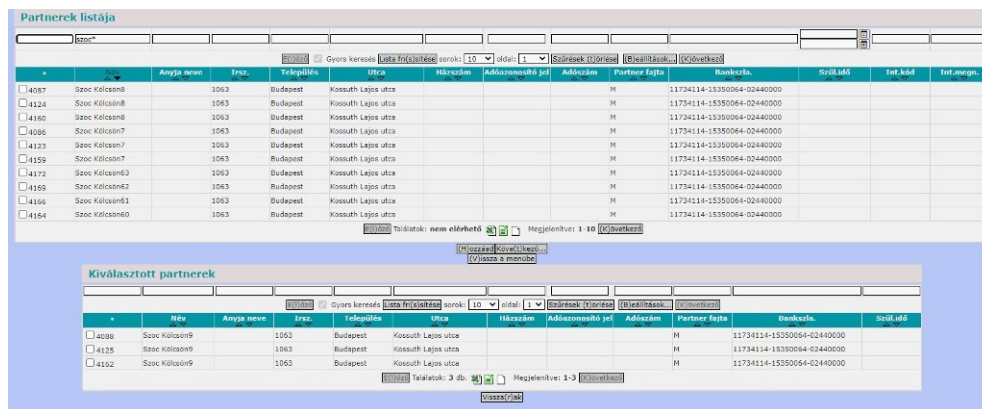 Partnerek listája
szoc*
E(l)őző Gyors keresés Lista fri(s)sítése sorok: 10 oldal: 1 Szűrések (t)örlése (B)eállítások... (K)övetkező
* Név Anyja neve Irsz. Település Utca Házszám Adóazonosító jel Adószám Partner fajta Bankszla. Szül.idő Int.kód Int.megn.
4087 Szoc Kölcsön8 1063 Budapest Kossuth Lajos utca M 11734114-15350064-02440000
4124 Szoc Kölcsön8 1063 Budapest Kossuth Lajos utca M 11734114-15350064-02440000
4160 Szoc Kölcsön8 1063 Budapest Kossuth Lajos utca M 11734114-15350064-02440000
4086 Szoc Kölcsön7 1063 Budapest Kossuth Lajos utca M 11734114-15350064-02440000
4123 Szoc Kölcsön7 1063 Budapest Kossuth Lajos utca M 11734114-15350064-02440000
4159 Szoc Kölcsön7 1063 Budapest Kossuth Lajos utca M 11734114-15350064-02440000
4172 Szoc Kölcsön63 1063 Budapest Kossuth Lajos utca M 11734114-15350064-02440000
4169 Szoc Kölcsön62 1063 Budapest Kossuth Lajos utca M 11734114-15350064-02440000
4166 Szoc Kölcsön61 1063 Budapest Kossuth Lajos utca M 11734114-15350064-02440000
4164 Szoc Kölcsön60 1063 Budapest Kossuth Lajos utca M 11734114-15350064-02440000
E(l)őző Találatok: nem elérhető Megjelenítve: 1-10 (K)övetkező
(H)ozzáad Köve(t)kező...
(V)issza a menübe
Kiválasztott partnerek
E(l)őző Gyors keresés Lista fri(s)sítése sorok: 10 oldal: 1 Szűrések (t)örlése (B)eállítások... (K)övetkező
* Név Anyja neve Irsz. Település Utca Házszám Adóazonosító jel Adószám Partner fajta Bankszla. Szül.idő
4088 Szoc Kölcsön9 1063 Budapest Kossuth Lajos utca M 11734114-15350064-02440000
4125 Szoc Kölcsön9 1063 Budapest Kossuth Lajos utca M 11734114-15350064-02440000
4162 Szoc Kölcsön9 1063 Budapest Kossuth Lajos utca M 11734114-15350064-02440000
E(l)őző Találatok: 3 db. Megjelenítve: 1-3 (K)övetkező
Vissza(r)ak